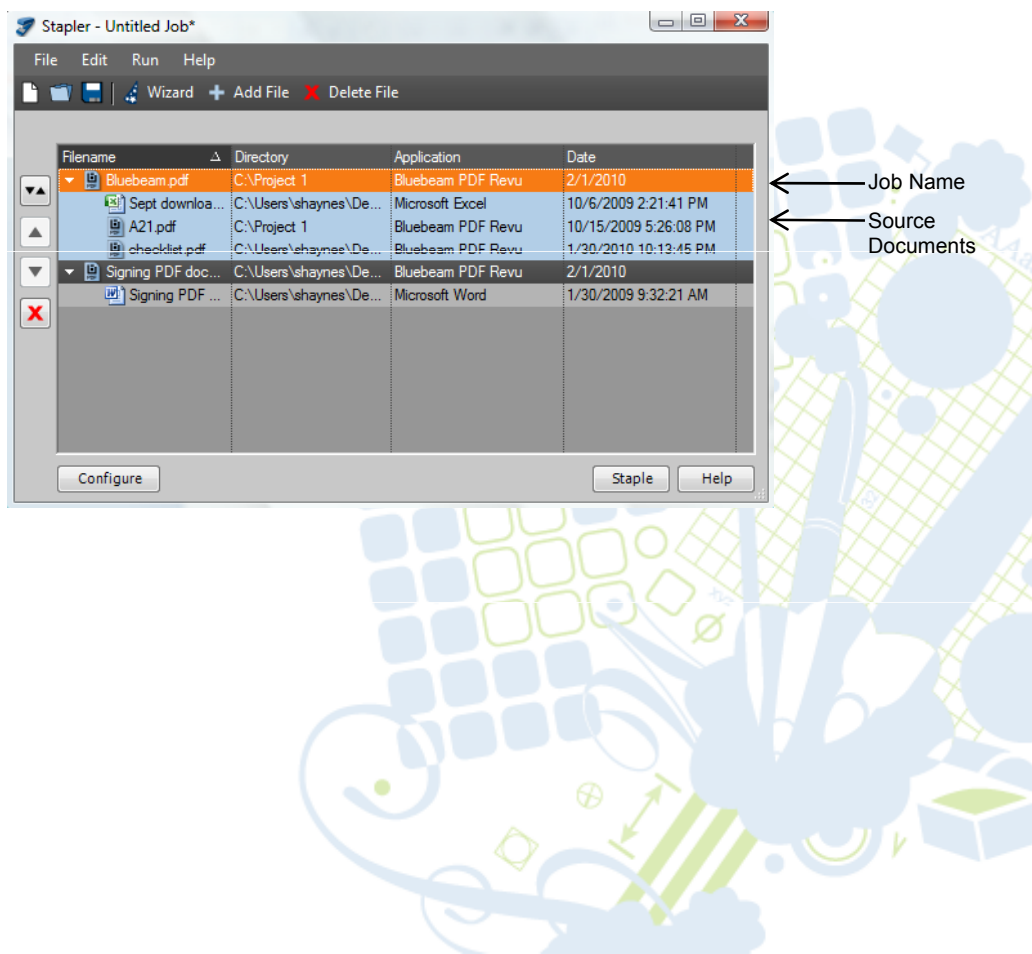 Stapler - Untitled Job*
File Edit Run Help
Wizard Add File Delete File
Filename Directory Application Date
Bluebeam.pdf C:\Project 1 Bluebeam PDF Revu 2/1/2010
Sept downloa... C:\Users\shaynes\De... Microsoft Excel 10/6/2009 2:21:41 PM
A21.pdf C:\Project 1 Bluebeam PDF Revu 10/15/2009 5:26:08 PM
checklist.pdf C:\Users\shaynes\De... Bluebeam PDF Revu 1/30/2010 10:13:45 PM
Signing PDF doc... C:\Users\shaynes\De... Bluebeam PDF Revu 2/1/2010
Signing PDF ... C:\Users\shaynes\De... Microsoft Word 1/30/2009 9:32:21 AM
Configure Staple Help
Job Name
Source
Documents
AAAa
32
xyz